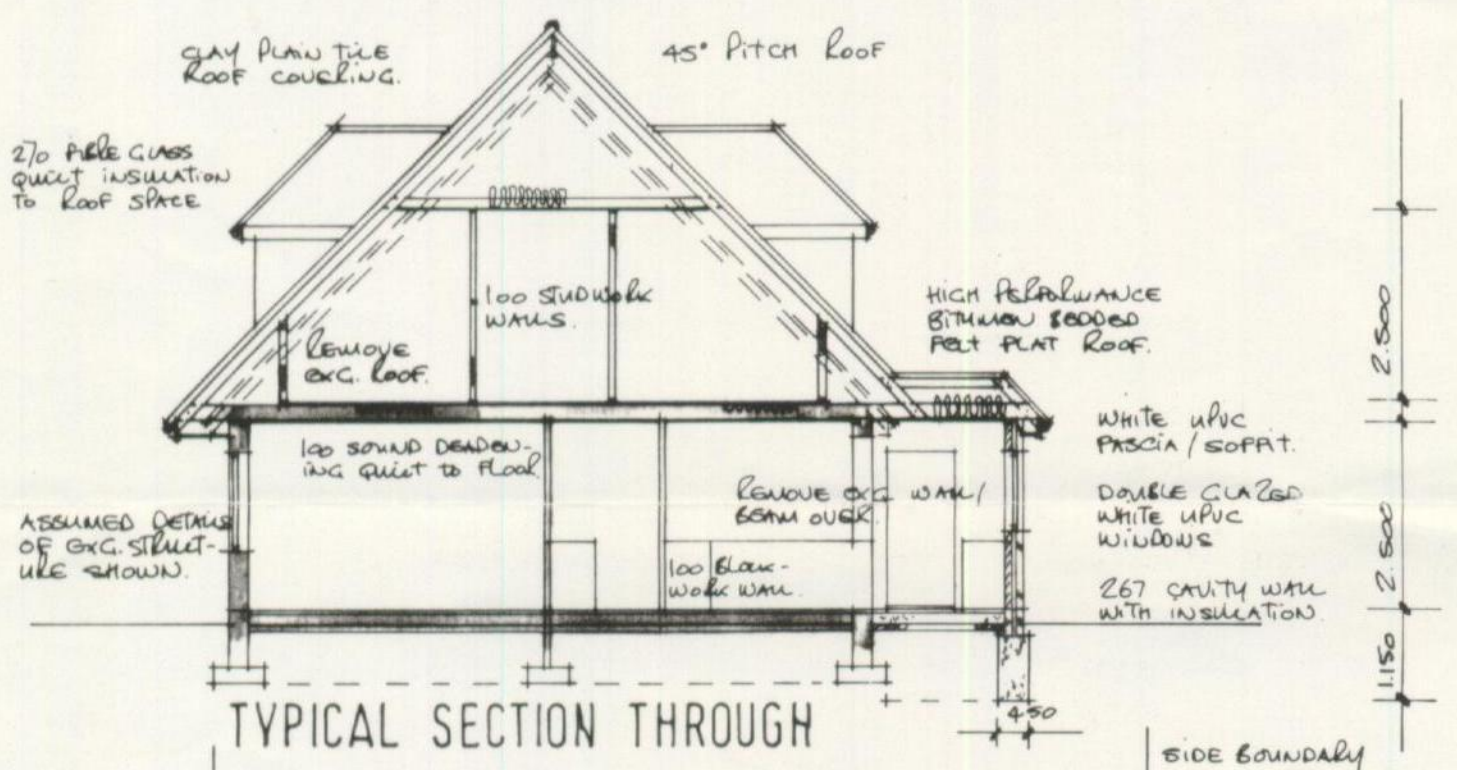 CLAY PLAIN TILE
ROOF COVERING.
45° PITCH ROOF
270 FIBLE GLASS
QUILT INSULATION
TO ROOF SPACE
100 STUDWORK
WALLS.
REMOVE
EXG. ROOF.
HIGH PERFORMANCE
BITUMEN BEDDED
FELT FLAT ROOF.
2.500
WHITE UPVC
FASCIA / SOFFIT.
100 SOUND DEADEN-
ING QUILT TO FLOOR
REMOVE EXG WALL /
BEAM OVER.
DOUBLE GLAZED
WHITE UPVC
WINDOWS
2.500
ASSUMED DETAILS
OF EXG. STRUCT-
URE SHOWN.
100 BLOCK-
WORK WALL.
267 CAVITY WALL
WITH INSULATION
1.150
450
TYPICAL SECTION THROUGH
SIDE BOUNDARY